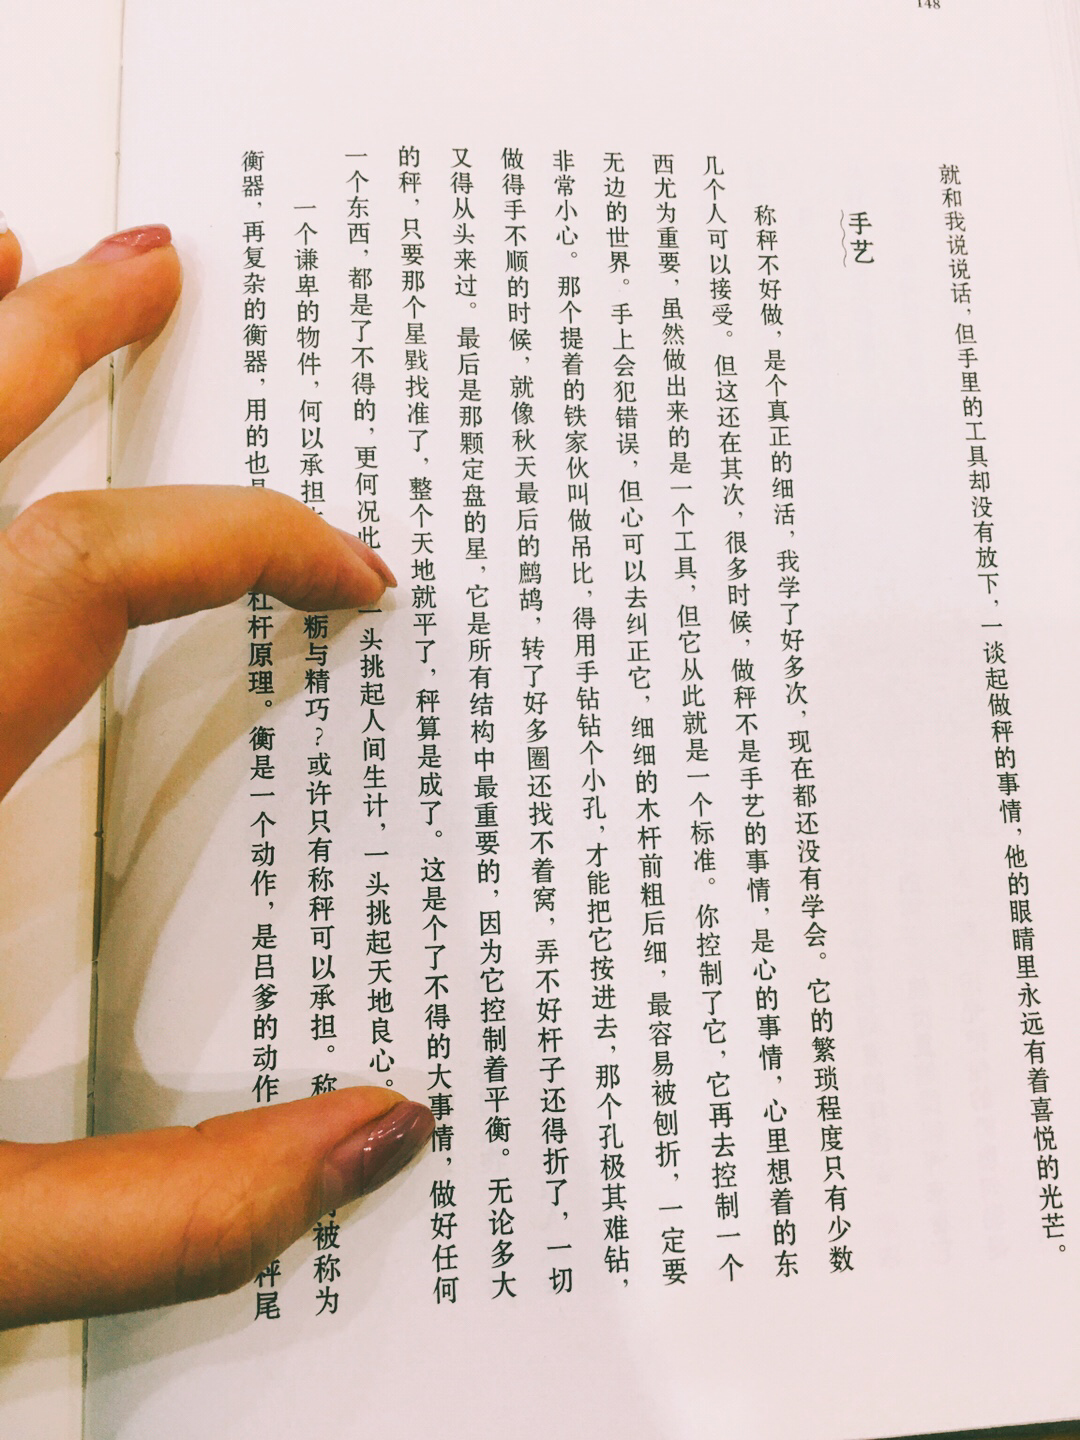 148
就和我说说话，但手里的工具却没有放下，一谈起做秤的事情，他的眼睛里永远有着喜悦的光芒。
手艺
称秤不好做，是个真正的细活，我学了好多次，现在都还没有学会。它的繁琐程度只有少数
几个人可以接受。但这还在其次，很多时候，做秤不是手艺的事情，是心的事情，心里想着的东
西尤为重要，虽然做出来的是一个工具，但它从此就是一个标准。你控制了它，它再去控制一个
无边的世界。手上会犯错误，但心可以去纠正它，细细的木杆前粗后细，最容易被刨折，一定要
非常小心。那个提着的铁家伙叫做吊比，得用手钻钻个小孔，才能把它按进去，那个孔极其难钻，
做得手不顺的时候，就像秋天最后的鹧鸪，转了好多圈还找不着窝，弄不好杆子还得折了，一切
又得从头来过。最后是那颗定盘的星，它是所有结构中最重要的，因为它控制着平衡。无论多大
的秤，只要那个星戥找准了，整个天地就平了，秤算是成了。这是个了不得的大事情，做好任何
一个东西，都是了不得的，更何况此一头挑起人间生计，一头挑起天地良心。
一个谦卑的物件，何以承担粝与精巧？或许只有称秤可以承担。称被称为
衡器，再复杂的衡器，用的也是杠杆原理。衡是一个动作，是吕爹的动作秤尾